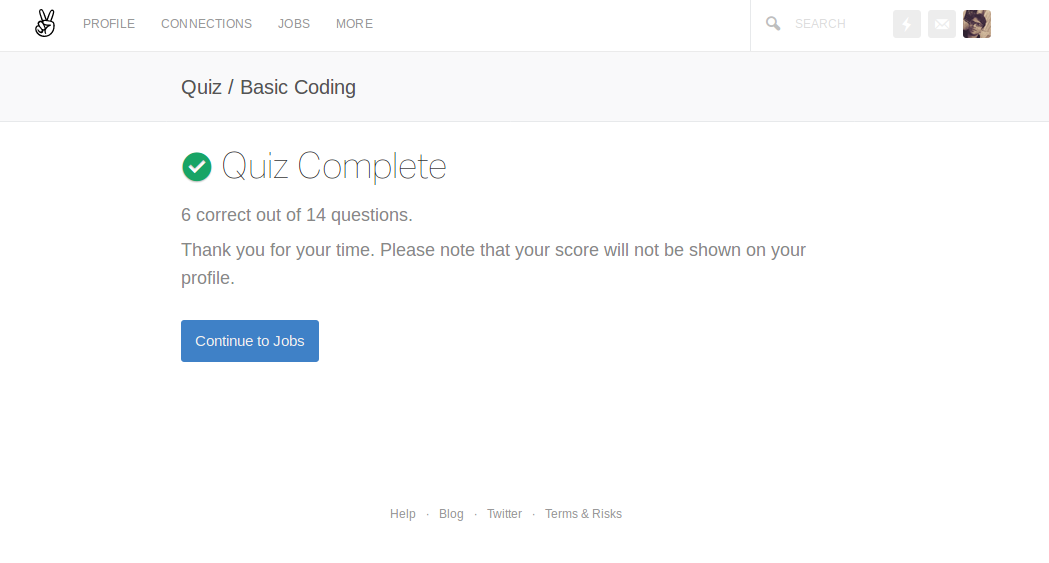 PROFILE CONNECTIONS JOBS MORE SEARCH
Quiz / Basic Coding
Quiz Complete
6 correct out of 14 questions.
Thank you for your time. Please note that your score will not be shown on your
profile.
Continue to Jobs
Help · Blog · Twitter · Terms & Risks